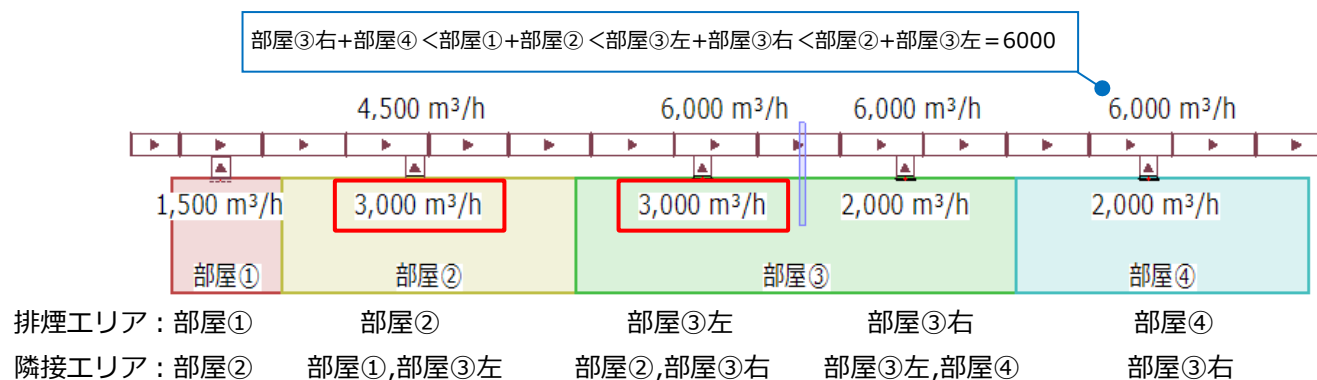 部屋③右+部屋④<部屋①+部屋②<部屋③左+部屋③右<部屋②+部屋③左=6000
4,500 m³/h 6,000 m³/h 6,000 m³/h 6,000 m³/h
1,500 m³/h 3,000 m³/h 3,000 m³/h 2,000 m³/h 2,000 m³/h
部屋① 部屋② 部屋③ 部屋④
排煙エリア:部屋① 部屋② 部屋③左 部屋③右 部屋④
隣接エリア:部屋② 部屋①,部屋③左 部屋②,部屋③右 部屋③左,部屋④ 部屋③右